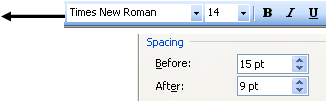 Times New Roman 14 B I U
Spacing
Before: 15 pt
After: 9 pt